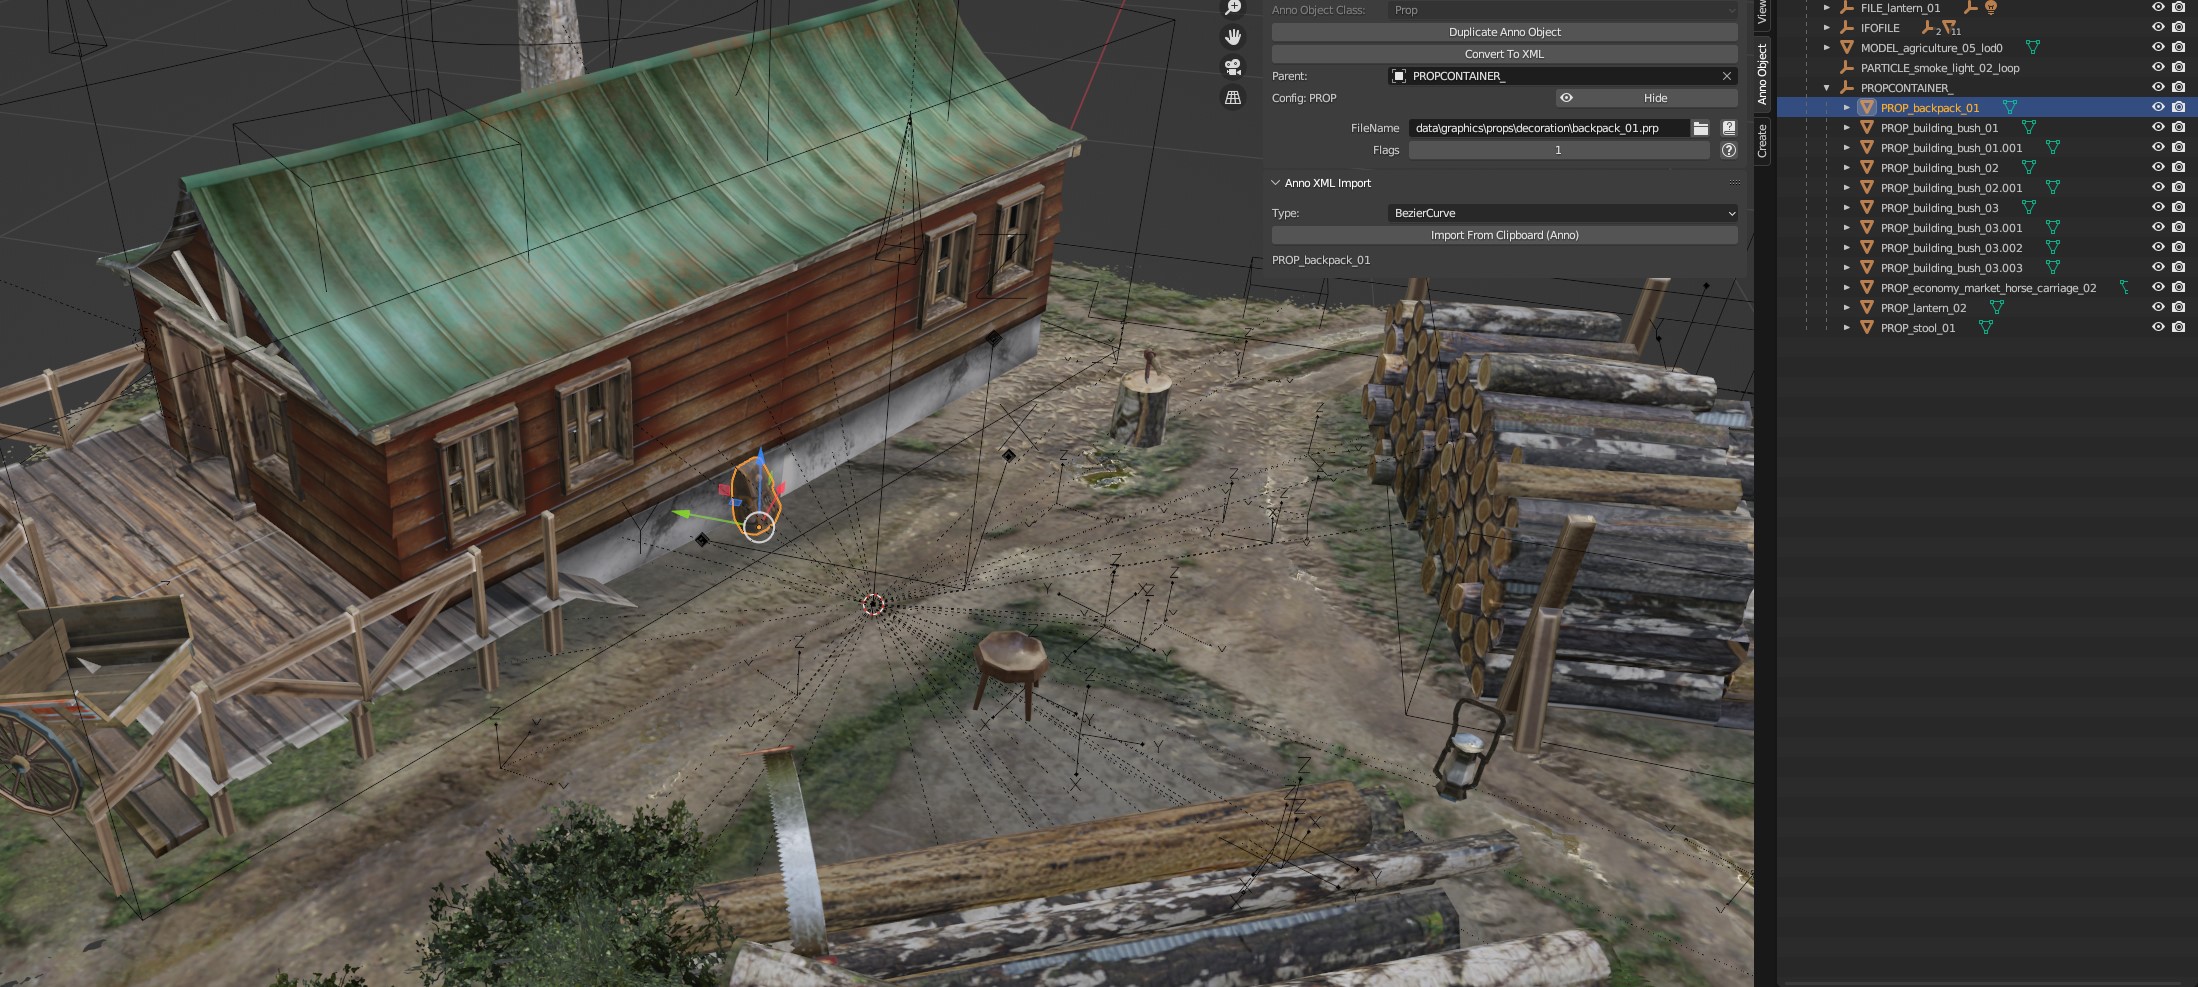 Anno Object Class: Prop
Duplicate Anno Object
Convert To XML
Parent: PROPCONTAINER_
Config: PROP Hide
FileName data\graphics\props\decoration\backpack_01.prp
Flags 1
Anno XML Import
Type: BezierCurve
Import From Clipboard (Anno)
PROP_backpack_01
View
Anno Object
Create
FILE_lantern_01
IFOFILE 2 11
MODEL_agriculture_05_lod0
PARTICLE_smoke_light_02_loop
PROPCONTAINER_
PROP_backpack_01
PROP_building_bush_01
PROP_building_bush_01.001
PROP_building_bush_02
PROP_building_bush_02.001
PROP_building_bush_03
PROP_building_bush_03.001
PROP_building_bush_03.002
PROP_building_bush_03.003
PROP_economy_market_horse_carriage_02
PROP_lantern_02
PROP_stool_01